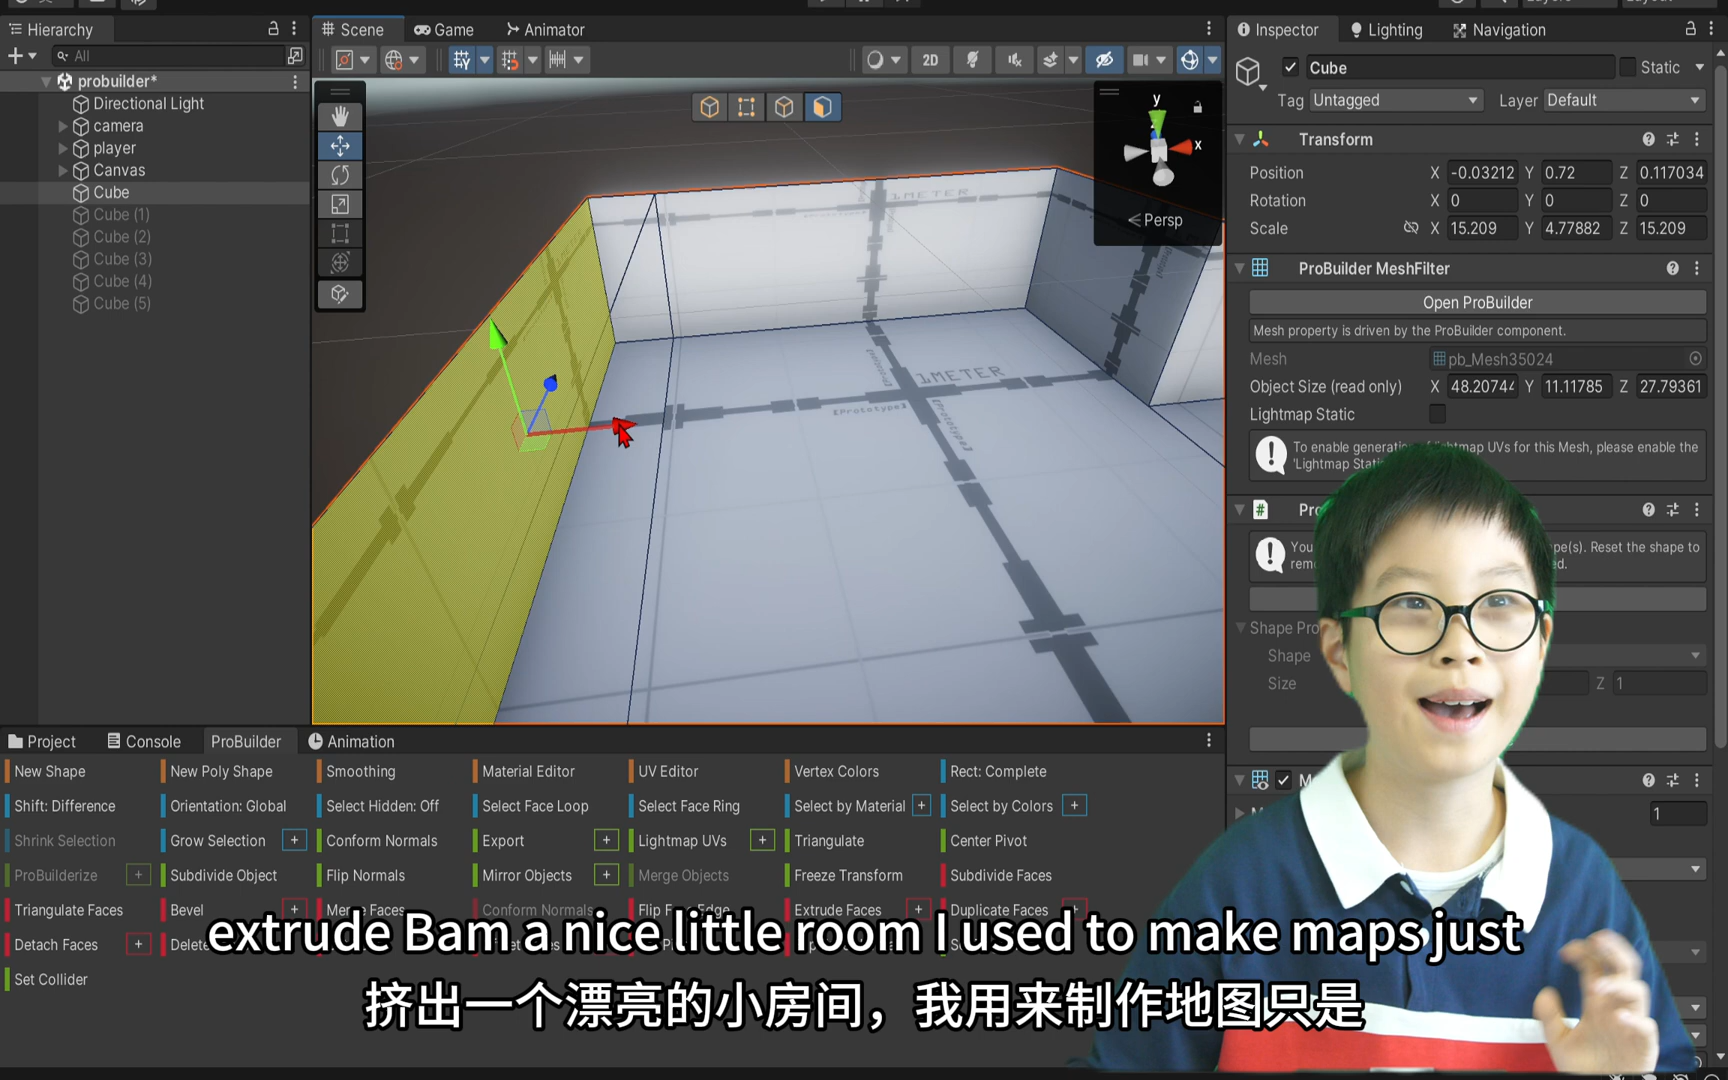 Hierarchy
All
probuilder*
Directional Light
camera
player
Canvas
Cube
Cube (1)
Cube (2)
Cube (3)
Cube (4)
Cube (5)
Scene
Game
Animator
2D
y
x
< Persp
1METER
1METER
[Prototype]
[Prototype]
Inspector
Lighting
Navigation
Cube
Static
Tag Untagged
Layer Default
Transform
Position X -0.03212 Y 0.72 Z 0.117034
Rotation X 0 Y 0 Z 0
Scale X 15.209 Y 4.77882 Z 15.209
ProBuilder MeshFilter
Open ProBuilder
Mesh property is driven by the ProBuilder component.
Mesh pb_Mesh35024
Object Size (read only) X 48.20744 Y 11.11785 Z 27.79361
Lightmap Static
To enable generation of lightmap UVs for this Mesh, please enable the
'Lightmap Stati
Pro
You
pe(s). Reset the shape to
rem
ed.
Shape Pro
Shape
Size Z 1
M
1
Project
Console
ProBuilder
Animation
New Shape New Poly Shape Smoothing Material Editor UV Editor Vertex Colors Rect: Complete
Shift: Difference Orientation: Global Select Hidden: Off Select Face Loop Select Face Ring Select by Material + Select by Colors +
Shrink Selection Grow Selection + Conform Normals Export + Lightmap UVs + Triangulate Center Pivot
ProBuilderize + Subdivide Object Flip Normals Mirror Objects + Merge Objects Freeze Transform Subdivide Faces
Triangulate Faces Bevel + Merge Faces Conform Normals Flip Face Edge Extrude Faces + Duplicate Faces +
Detach Faces + Delete
Set Collider
extrude Bam a nice little room I used to make maps just
挤出一个漂亮的小房间，我用来制作地图只是